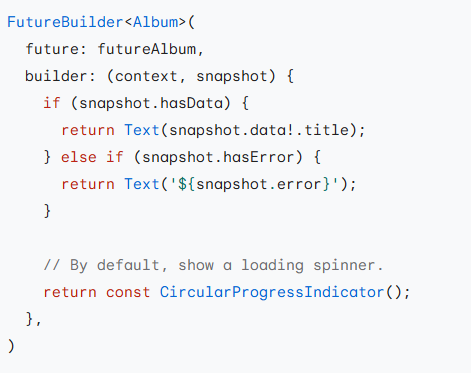 FutureBuilder<Album>(
  future: futureAlbum,
  builder: (context, snapshot) {
    if (snapshot.hasData) {
      return Text(snapshot.data!.title);
    } else if (snapshot.hasError) {
      return Text('${snapshot.error}');
    }

    // By default, show a loading spinner.
    return const CircularProgressIndicator();
  },
)